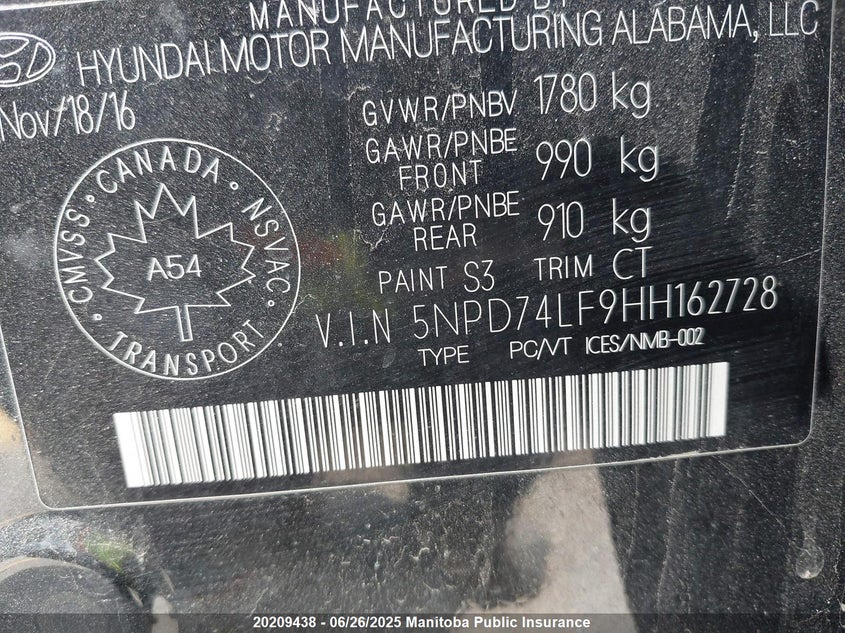 MANUFACTURED BY
HYUNDAI MOTOR MANUFACTURING ALABAMA, LLC
Nov/18/16
GVWR/PNBV 1780 kg
GAWR/PNBE FRONT 990 kg
GAWR/PNBE REAR 910 kg
CMVSS · CANADA · NSVAC · TRANSPORT ·
A54
PAINT S3 TRIM CT
V.I.N 5NPD74LF9HH162728
TYPE PG/VT ICES/NMB-002
20209438 - 06/26/2025 Manitoba Public Insurance